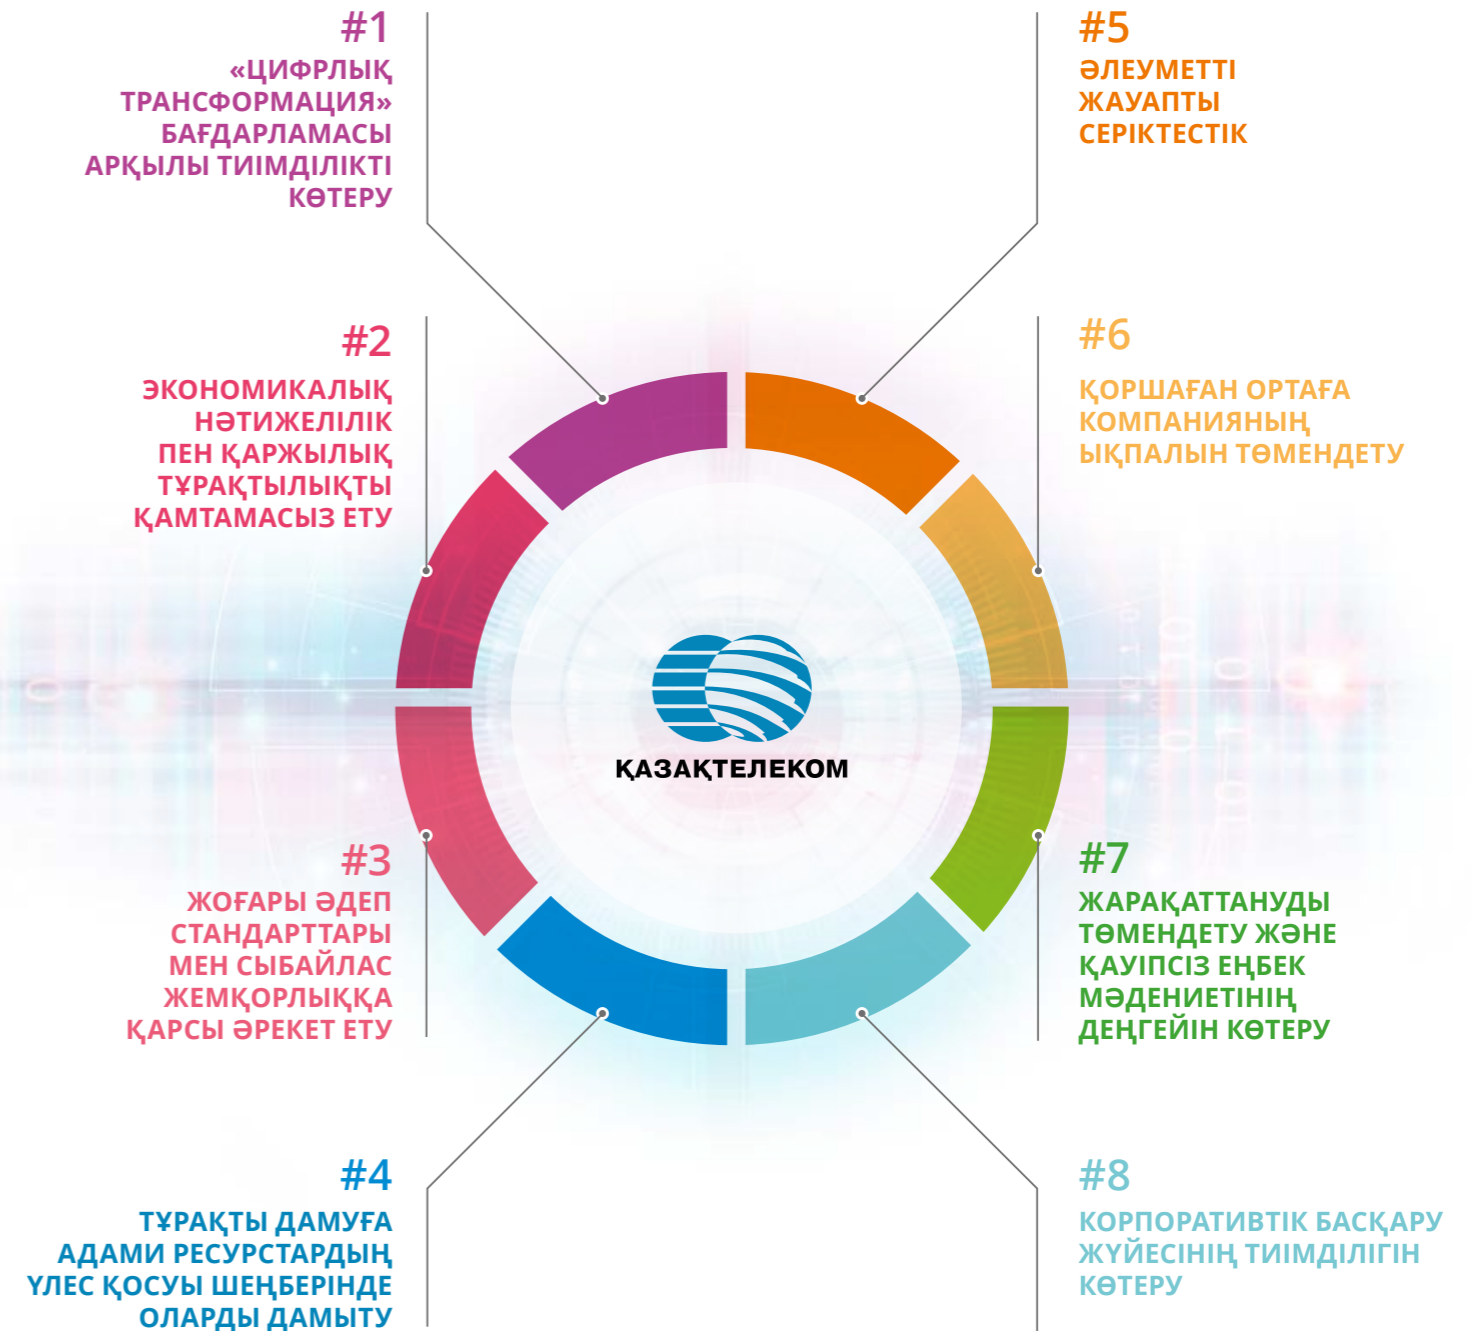 #1
«ЦИФРЛЫҚ
ТРАНСФОРМАЦИЯ»
БАҒДАРЛАМАСЫ
АРҚЫЛЫ ТИІМДІЛІКТІ
КӨТЕРУ
#2
ЭКОНОМИКАЛЫҚ
НӘТИЖЕЛІЛІК
ПЕН ҚАРЖЫЛЫҚ
ТҰРАҚТЫЛЫҚТЫ
ҚАМТАМАСЫЗ ЕТУ
#3
ЖОҒАРЫ ӘДЕП
СТАНДАРТТАРЫ
МЕН СЫБАЙЛАС
ЖЕМҚОРЛЫҚҚА
ҚАРСЫ ӘРЕКЕТ ЕТУ
#4
ТҰРАҚТЫ ДАМУҒА
АДАМИ РЕСУРСТАРДЫҢ
ҮЛЕС ҚОСУЫ ШЕҢБЕРІНДЕ
ОЛАРДЫ ДАМЫТУ
ҚАЗАҚТЕЛЕКОМ
#5
ӘЛЕУМЕТТІ
ЖАУАПТЫ
СЕРІКТЕСТІК
#6
ҚОРШАҒАН ОРТАҒА
КОМПАНИЯНЫҢ
ЫҚПАЛЫН ТӨМЕНДЕТУ
#7
ЖАРАҚАТТАНУДЫ
ТӨМЕНДЕТУ ЖӘНЕ
ҚАУІПСІЗ ЕҢБЕК
МӘДЕНИЕТІНІҢ
ДЕҢГЕЙІН КӨТЕРУ
#8
КОРПОРАТИВТІК БАСҚАРУ
ЖҮЙЕСІНІҢ ТИІМДІЛІГІН
КӨТЕРУ